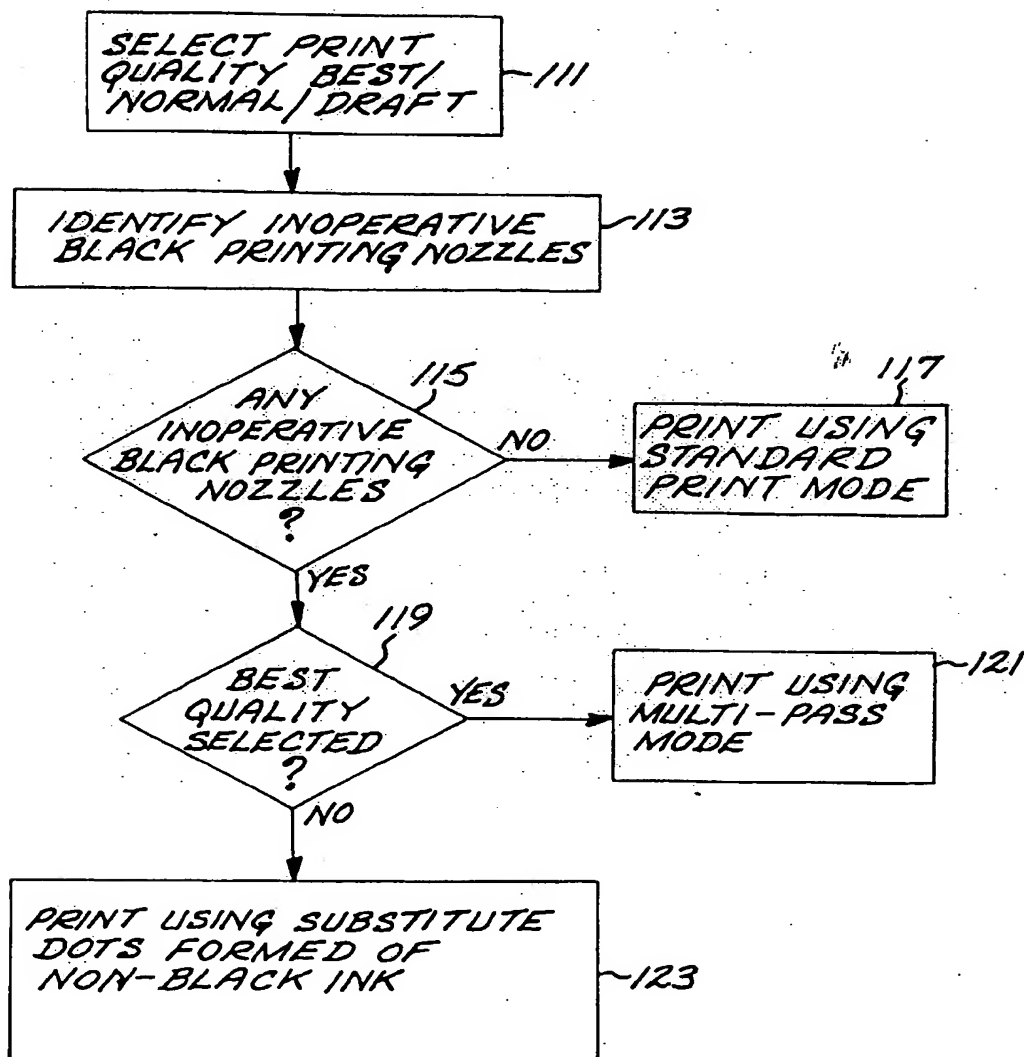 SELECT PRINT
QUALITY BEST/
NORMAL/DRAFT
111
IDENTIFY INOPERATIVE
BLACK PRINTING NOZZLES
113
115
ANY
INOPERATIVE
BLACK PRINTING
NOZZLES
?
NO
117
PRINT USING
STANDARD
PRINT MODE
YES
119
BEST
QUALITY
SELECTED
?
YES
121
PRINT USING
MULTI-PASS
MODE
NO
PRINT USING SUBSTITUTE
DOTS FORMED OF
NON-BLACK INK
123